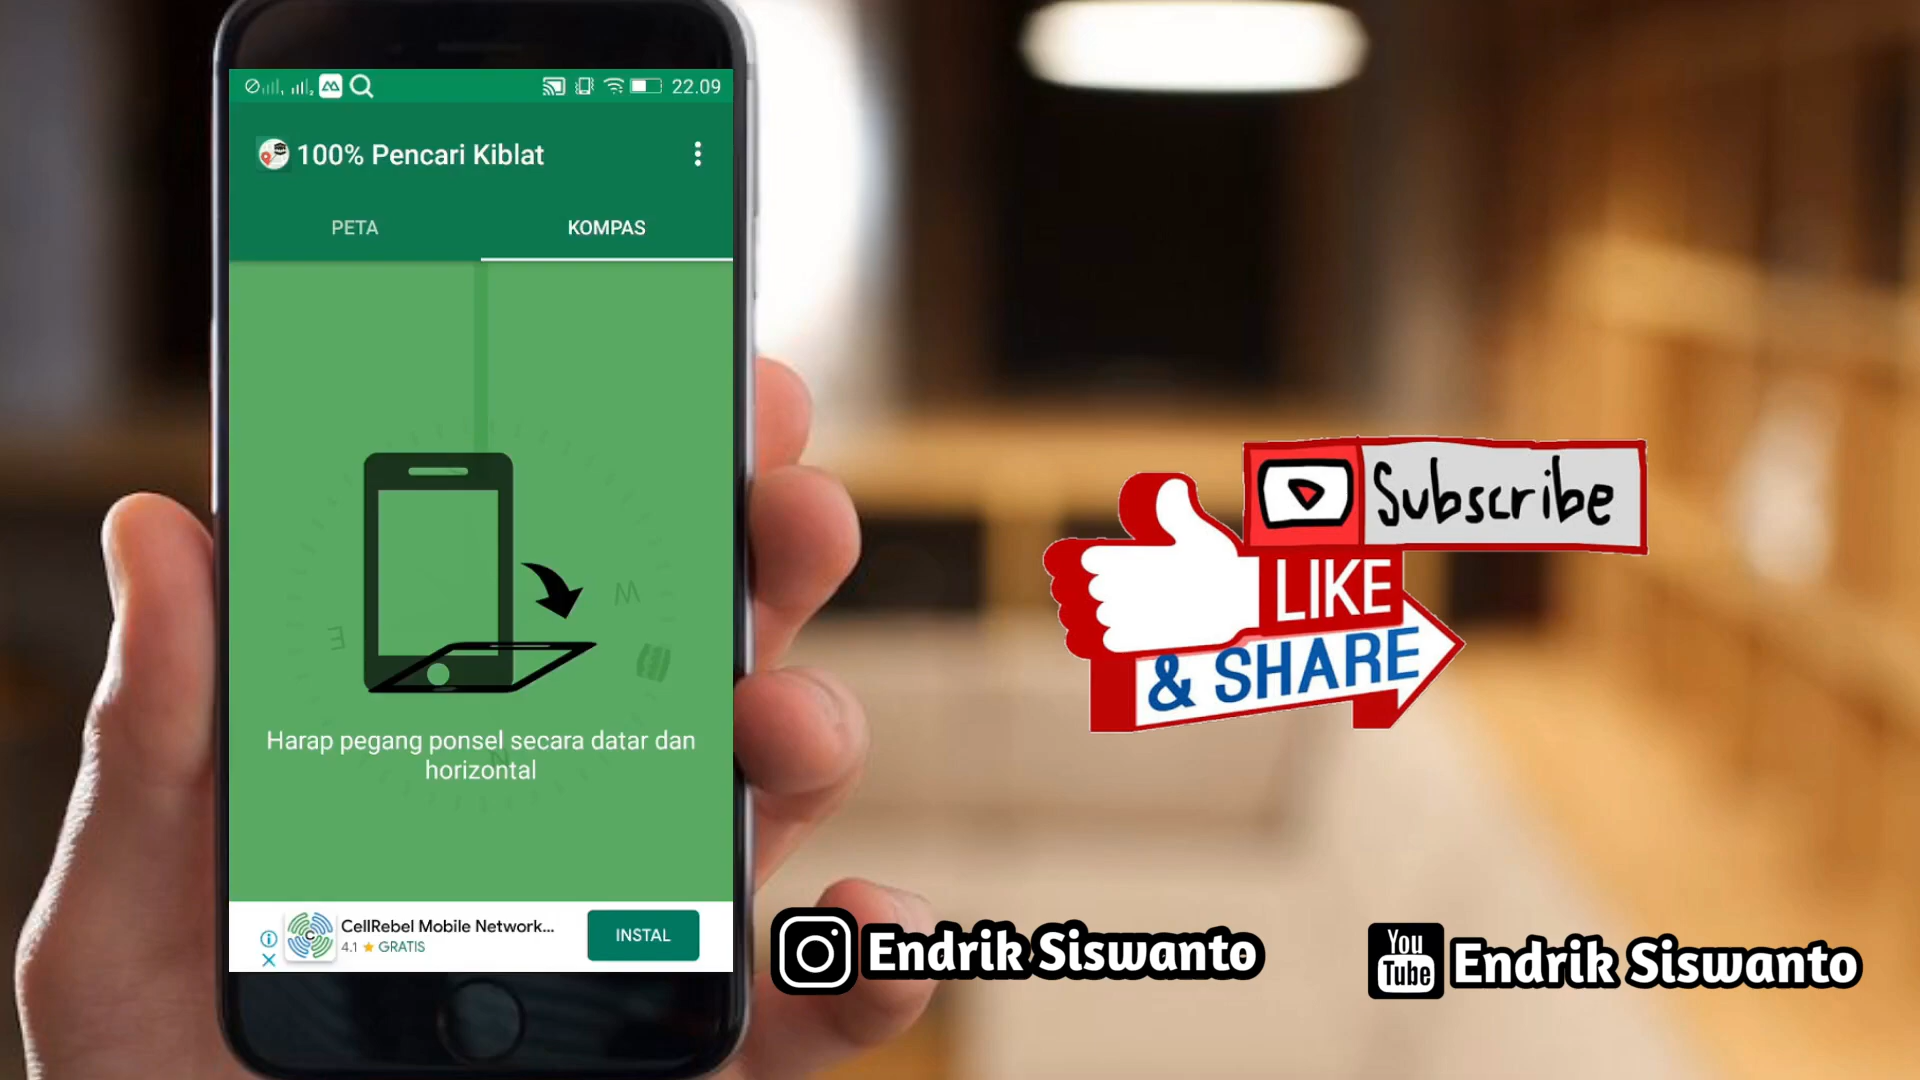 22.09
100% Pencari Kiblat
PETA
KOMPAS
W
E
N
Harap pegang ponsel secara datar dan
horizontal
CellRebel Mobile Network...
4.1 GRATIS
INSTAL
Subscribe
LIKE
& SHARE
Endrik Siswanto
You
Tube
Endrik Siswanto